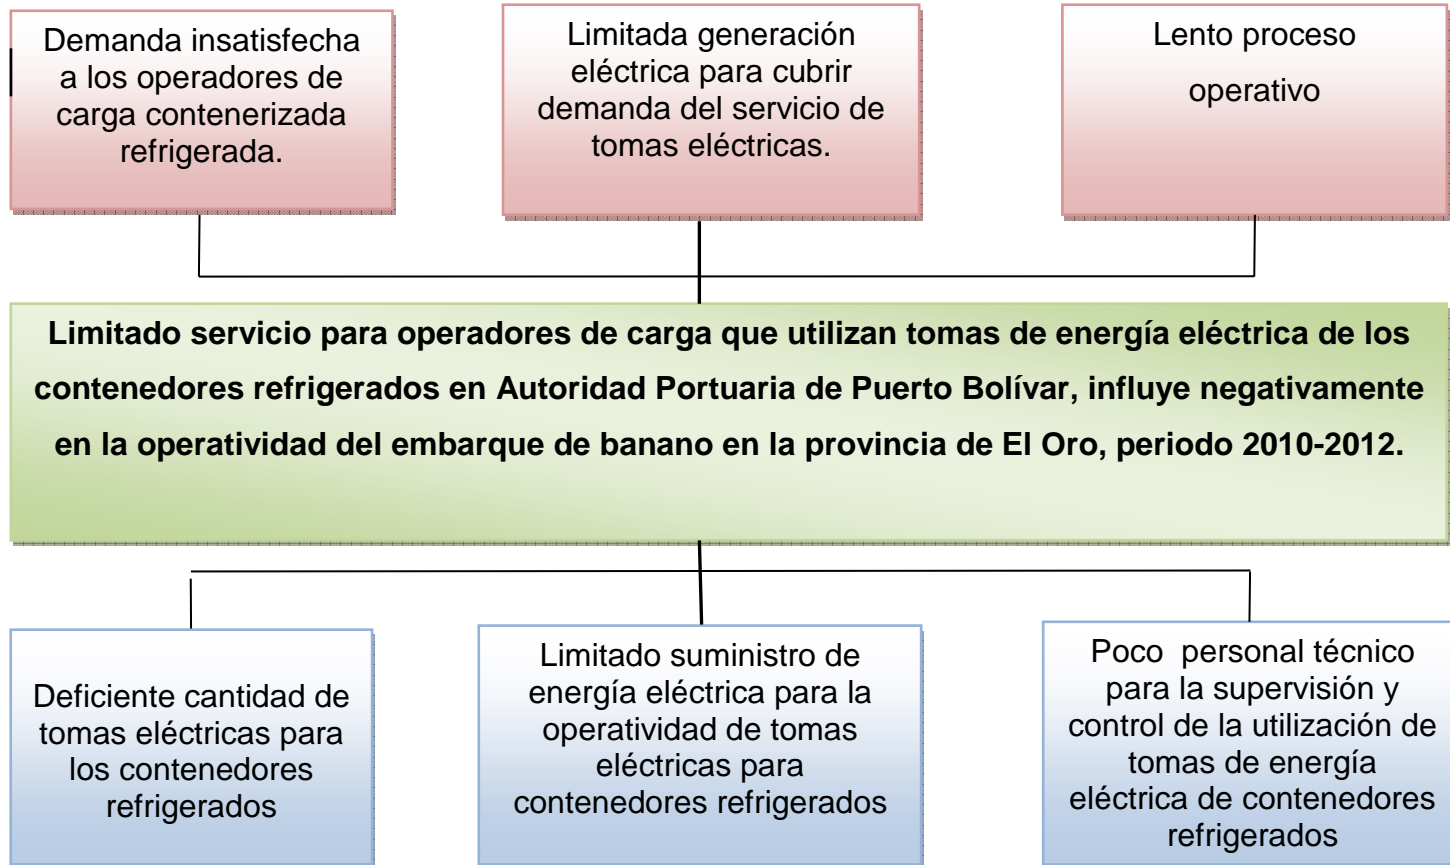 Demanda insatisfecha
a los operadores de
carga contenerizada
refrigerada.
Limitada generación
eléctrica para cubrir
demanda del servicio de
tomas eléctricas.
Lento proceso
operativo
Limitado servicio para operadores de carga que utilizan tomas de energía eléctrica de los
contenedores refrigerados en Autoridad Portuaria de Puerto Bolívar, influye negativamente
en la operatividad del embarque de banano en la provincia de El Oro, periodo 2010-2012.
Deficiente cantidad de
tomas eléctricas para
los contenedores
refrigerados
Limitado suministro de
energía eléctrica para la
operatividad de tomas
eléctricas para
contenedores refrigerados
Poco personal técnico
para la supervisión y
control de la utilización de
tomas de energía
eléctrica de contenedores
refrigerados